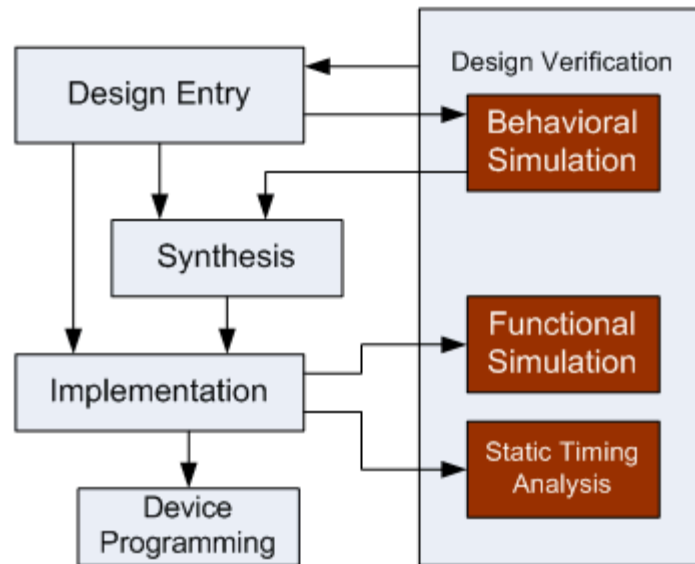 Design Entry
Design Verification
Behavioral
Simulation
Synthesis
Functional
Simulation
Implementation
Static Timing
Analysis
Device
Programming